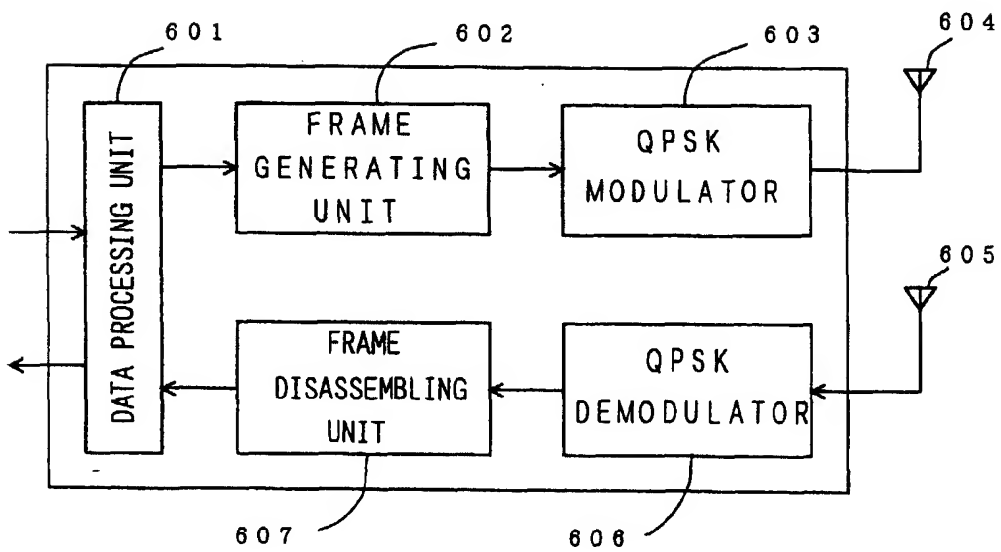 601
602
603
604
DATA PROCESSING UNIT
FRAME
GENERATING
UNIT
QPSK
MODULATOR
605
FRAME
DISASSEMBLING
UNIT
QPSK
DEMODULATOR
607
606